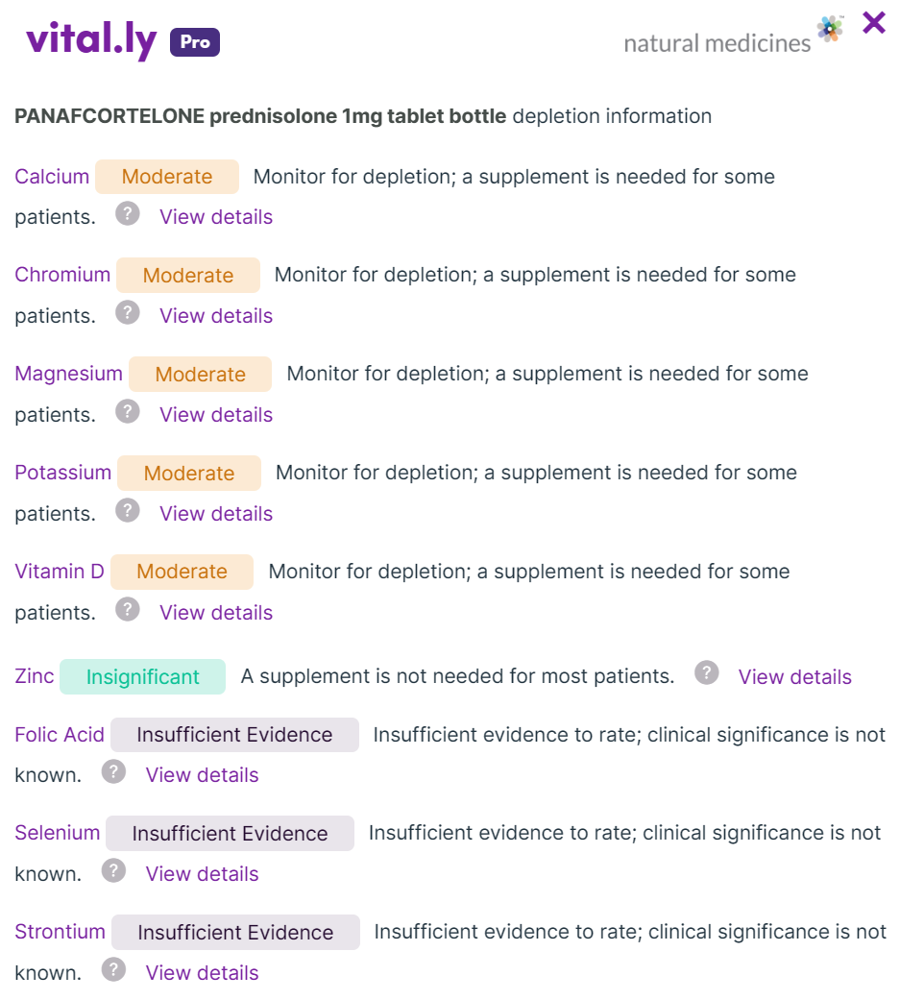 vital.ly Pro
natural medicines ™ ✕
PANAFCORTELONE prednisolone 1mg tablet bottle depletion information
Calcium Moderate Monitor for depletion; a supplement is needed for some
patients. ? View details
Chromium Moderate Monitor for depletion; a supplement is needed for some
patients. ? View details
Magnesium Moderate Monitor for depletion; a supplement is needed for some
patients. ? View details
Potassium Moderate Monitor for depletion; a supplement is needed for some
patients. ? View details
Vitamin D Moderate Monitor for depletion; a supplement is needed for some
patients. ? View details
Zinc Insignificant A supplement is not needed for most patients. ? View details
Folic Acid Insufficient Evidence Insufficient evidence to rate; clinical significance is not
known. ? View details
Selenium Insufficient Evidence Insufficient evidence to rate; clinical significance is not
known. ? View details
Strontium Insufficient Evidence Insufficient evidence to rate; clinical significance is not
known. ? View details